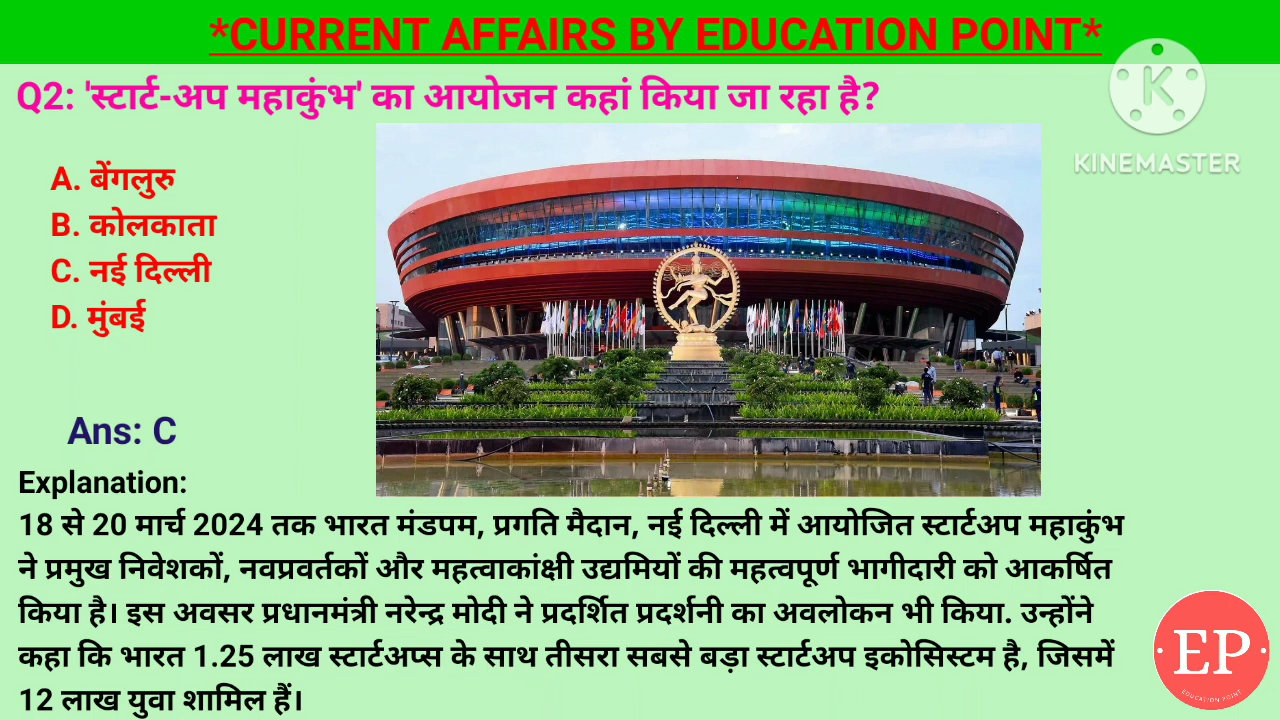 *CURRENT AFFAIRS BY EDUCATION POINT*
Q2: 'स्टार्ट-अप महाकुंभ' का आयोजन कहां किया जा रहा है?
K
KINEMASTER
A. बेंगलुरु
B. कोलकाता
C. नई दिल्ली
D. मुंबई
Ans: C
Explanation:
18 से 20 मार्च 2024 तक भारत मंडपम, प्रगति मैदान, नई दिल्ली में आयोजित स्टार्टअप महाकुंभ
ने प्रमुख निवेशकों, नवप्रवर्तकों और महत्वाकांक्षी उद्यमियों की महत्वपूर्ण भागीदारी को आकर्षित
किया है। इस अवसर प्रधानमंत्री नरेन्द्र मोदी ने प्रदर्शित प्रदर्शनी का अवलोकन भी किया. उन्होंने
कहा कि भारत 1.25 लाख स्टार्टअप्स के साथ तीसरा सबसे बड़ा स्टार्टअप इकोसिस्टम है, जिसमें
12 लाख युवा शामिल हैं।
EP
EDUCATION POINT